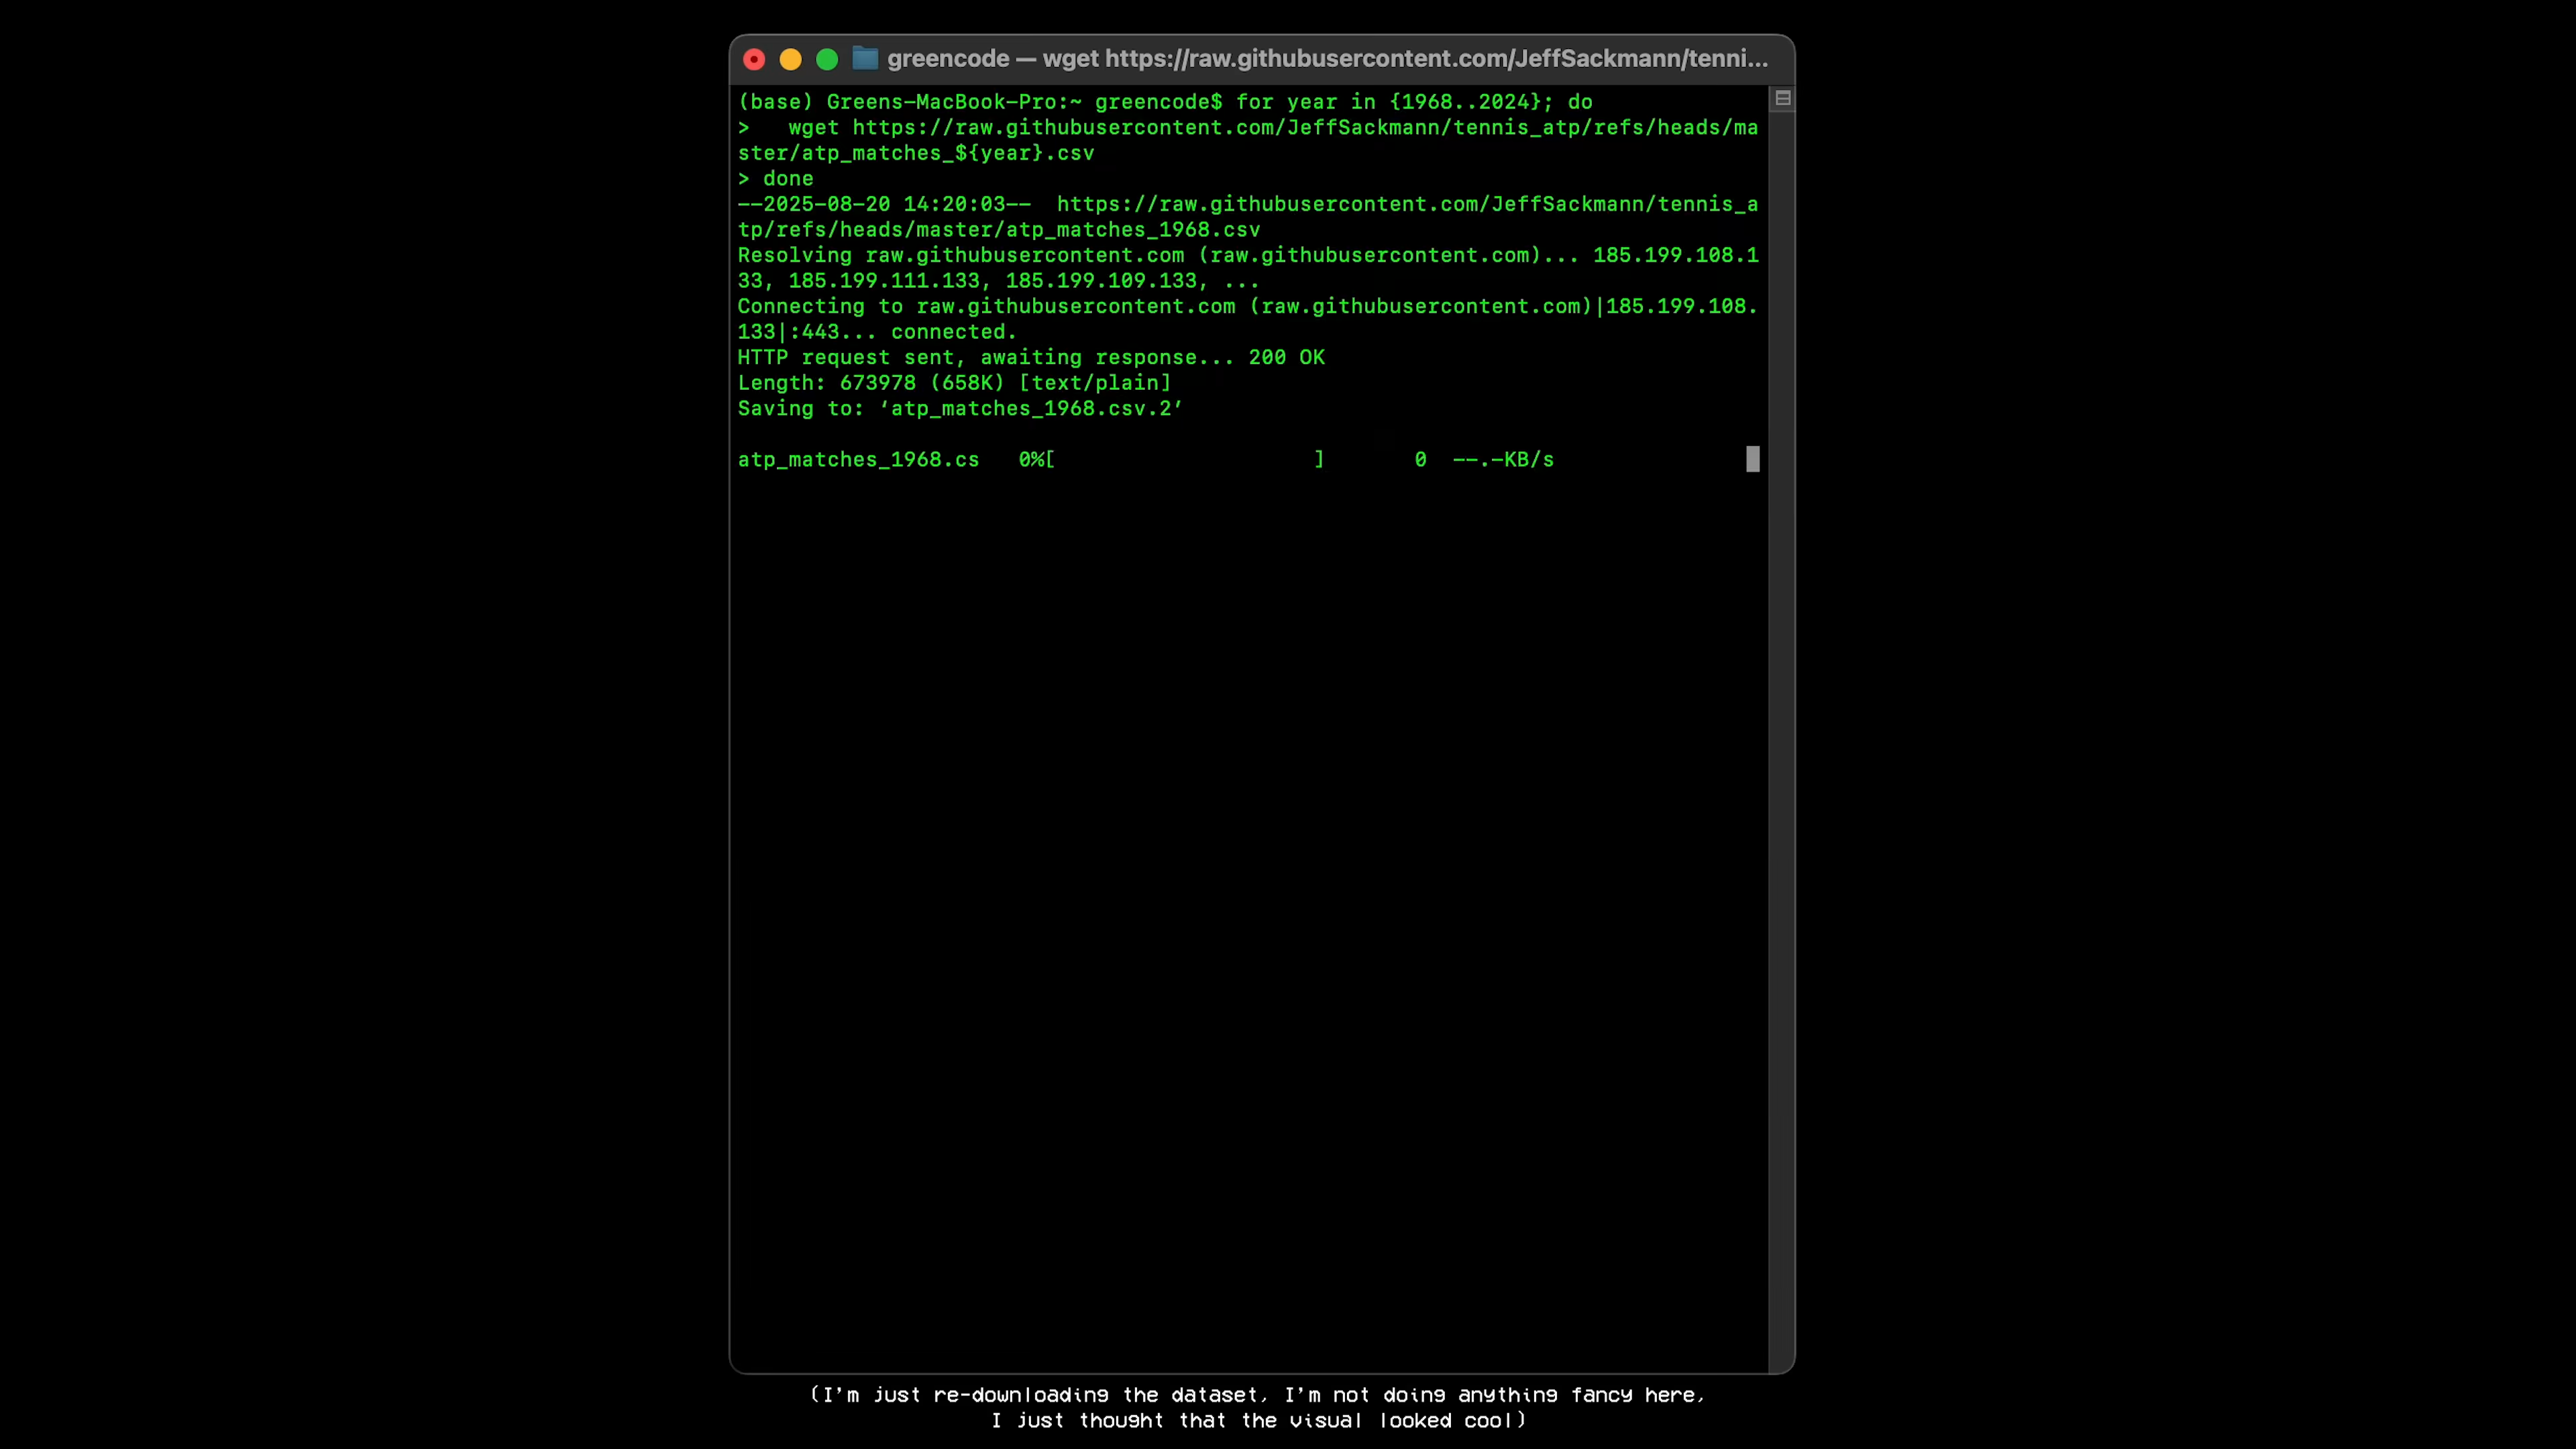 greencode — wget https://raw.githubusercontent.com/JeffSackmann/tenni...
(base) Greens-MacBook-Pro:~ greencode$ for year in {1968..2024}; do
>   wget https://raw.githubusercontent.com/JeffSackmann/tennis_atp/refs/heads/ma
ster/atp_matches_${year}.csv
> done
--2025-08-20 14:20:03--  https://raw.githubusercontent.com/JeffSackmann/tennis_a
tp/refs/heads/master/atp_matches_1968.csv
Resolving raw.githubusercontent.com (raw.githubusercontent.com)... 185.199.108.1
33, 185.199.111.133, 185.199.109.133, ...
Connecting to raw.githubusercontent.com (raw.githubusercontent.com)|185.199.108.
133|:443... connected.
HTTP request sent, awaiting response... 200 OK
Length: 673978 (658K) [text/plain]
Saving to: ‘atp_matches_1968.csv.2’
atp_matches_1968.cs   0%[                    ]       0  --.-KB/s
(I'm just re-downloading the dataset, I'm not doing anything fancy here,
I just thought that the visual looked cool)